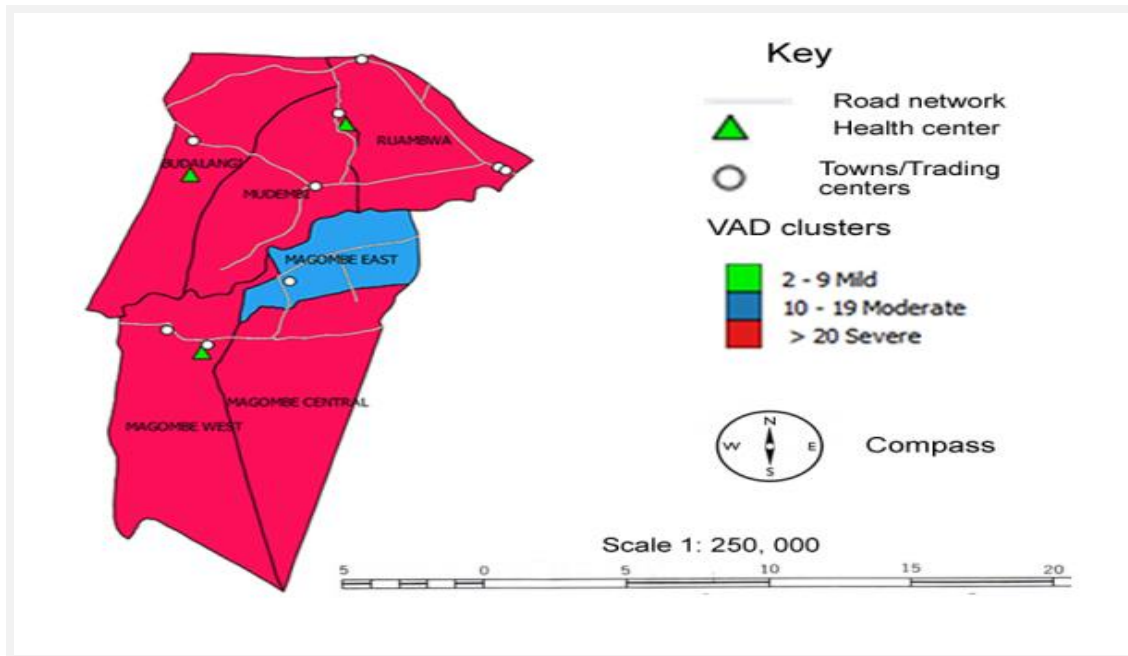 Key
Road network
Health center
Towns/Trading
centers
VAD clusters
2 - 9 Mild
10 - 19 Moderate
> 20 Severe
N
W E
S
Compass
Scale 1: 250, 000
5 0 5 10 15 20
RUAMBWA
BUDALANGI
MUDEMBI
MAGOMBE EAST
MAGOMBE CENTRAL
MAGOMBE WEST